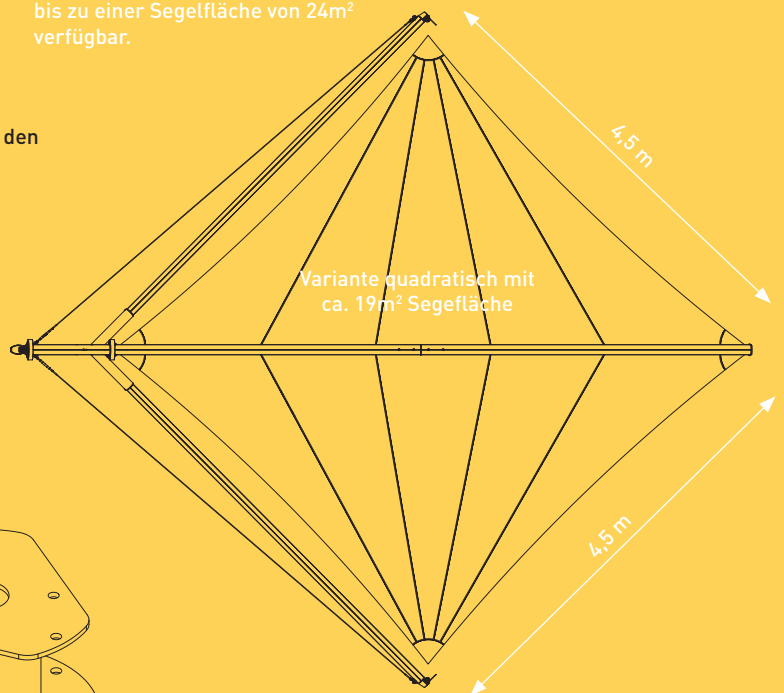 bis zu einer Segelfläche von 24m²
verfügbar.
den
4,5 m
Variante quadratisch mit
ca. 19m² Segefläche
4,5 m